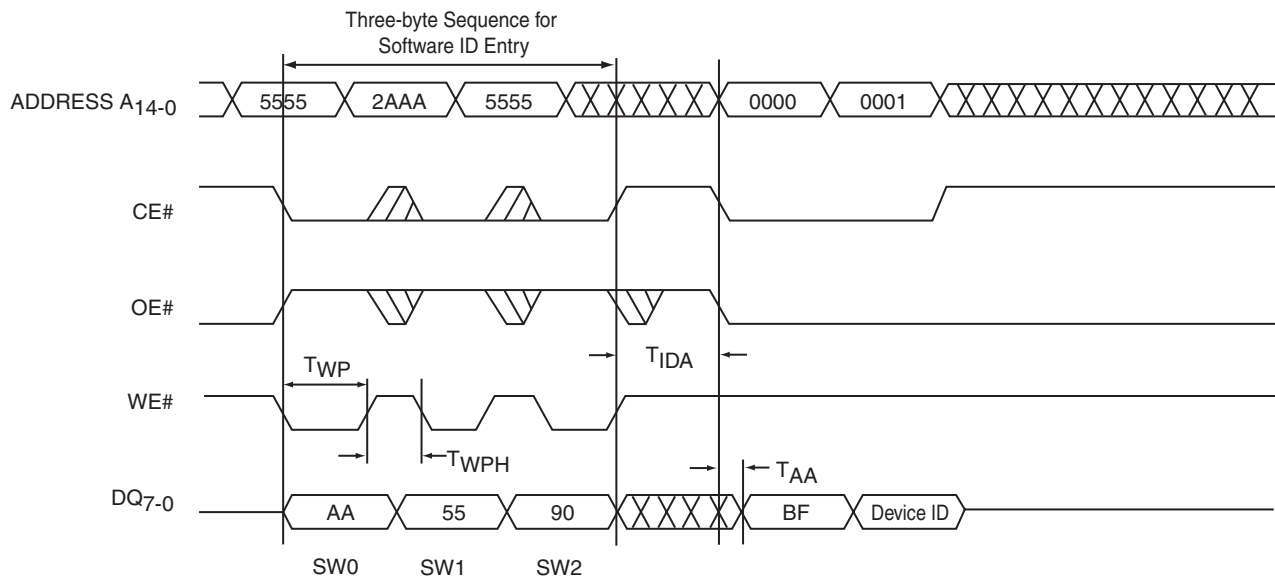 Three-byte Sequence for
Software ID Entry
ADDRESS A14-0
5555
2AAA
5555
0000
0001
CE#
OE#
TIDA
TWP
WE#
TWPH
TAA
DQ7-0
AA
55
90
BF
Device ID
SW0
SW1
SW2